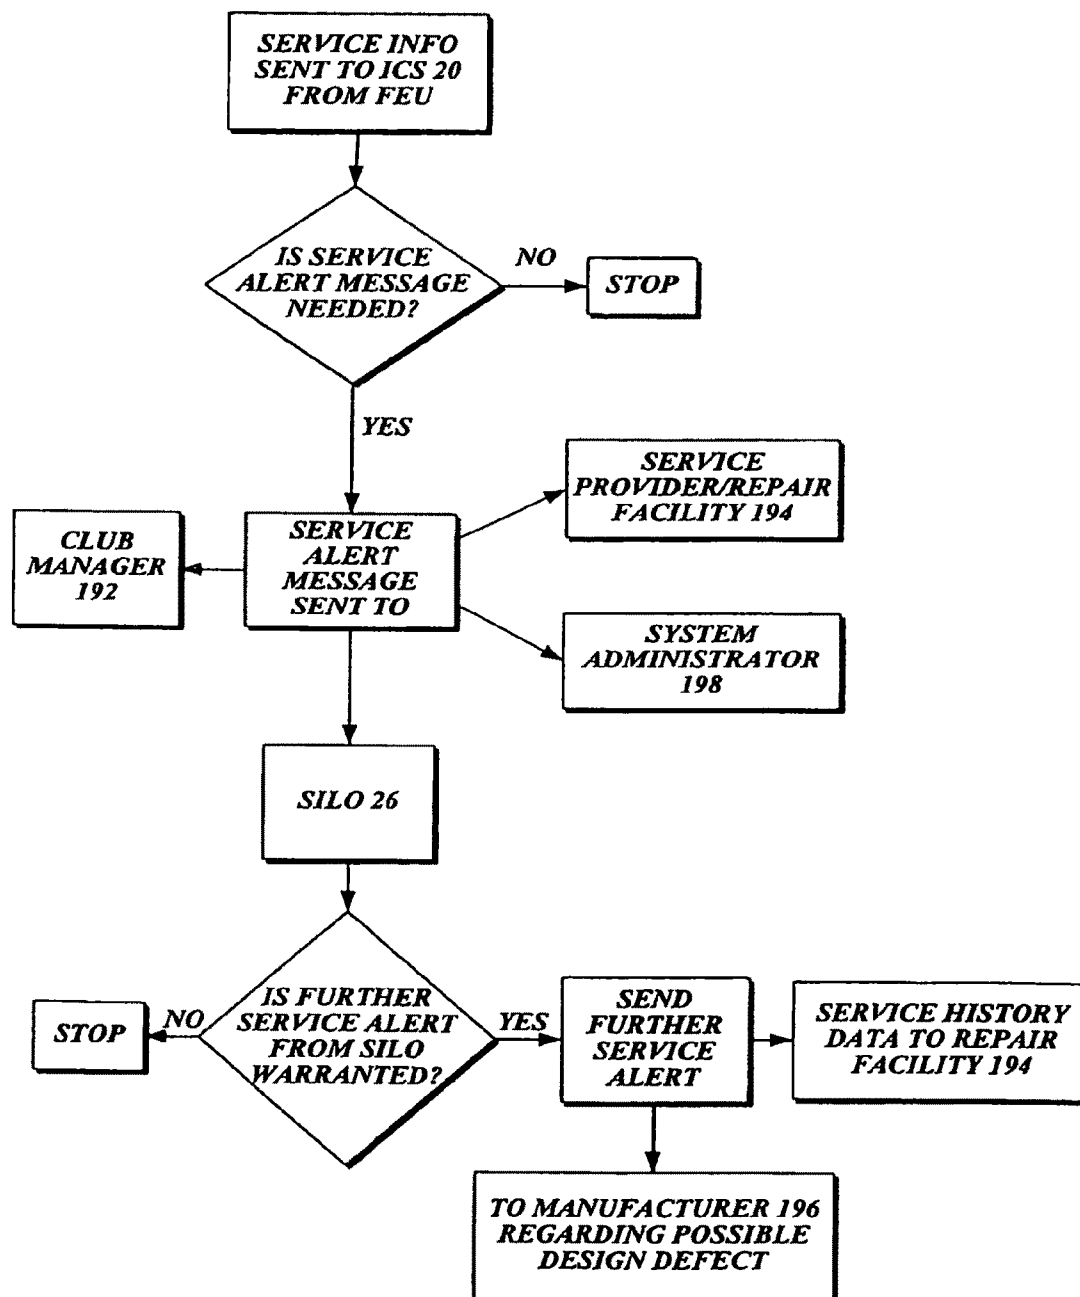 SERVICE INFO
SENT TO ICS 20
FROM FEU
IS SERVICE
ALERT MESSAGE
NEEDED?
NO
STOP
YES
SERVICE
PROVIDER/REPAIR
FACILITY 194
CLUB
MANAGER
192
SERVICE
ALERT
MESSAGE
SENT TO
SYSTEM
ADMINISTRATOR
198
SILO 26
STOP
NO
IS FURTHER
SERVICE ALERT
FROM SILO
WARRANTED?
YES
SEND
FURTHER
SERVICE
ALERT
SERVICE HISTORY
DATA TO REPAIR
FACILITY 194
TO MANUFACTURER 196
REGARDING POSSIBLE
DESIGN DEFECT